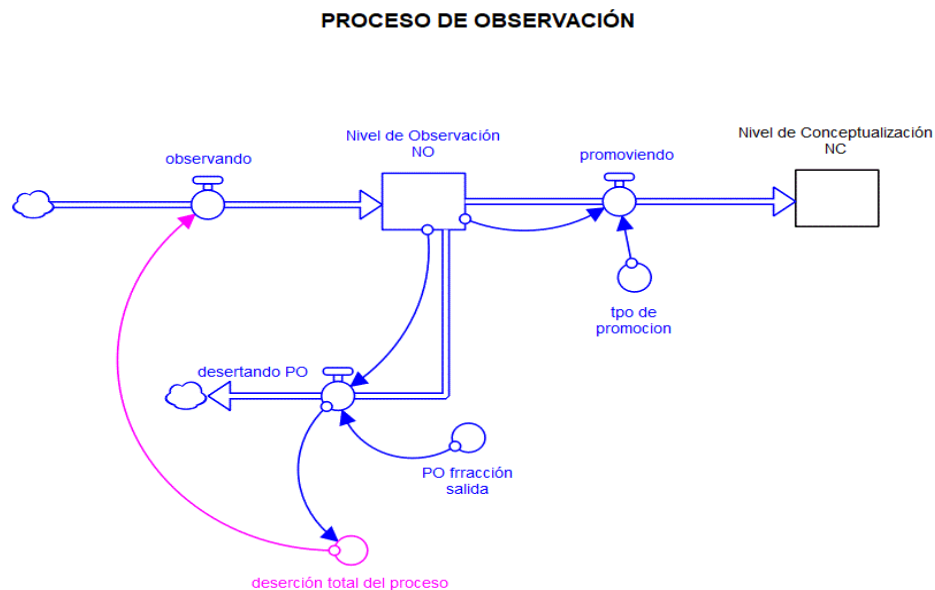 PROCESO DE OBSERVACIÓN
Nivel de Observación
NO
Nivel de Conceptualización
NC
observando
promoviendo
tpo de
promocion
desertando PO
PO frracción
salida
deserción total del proceso